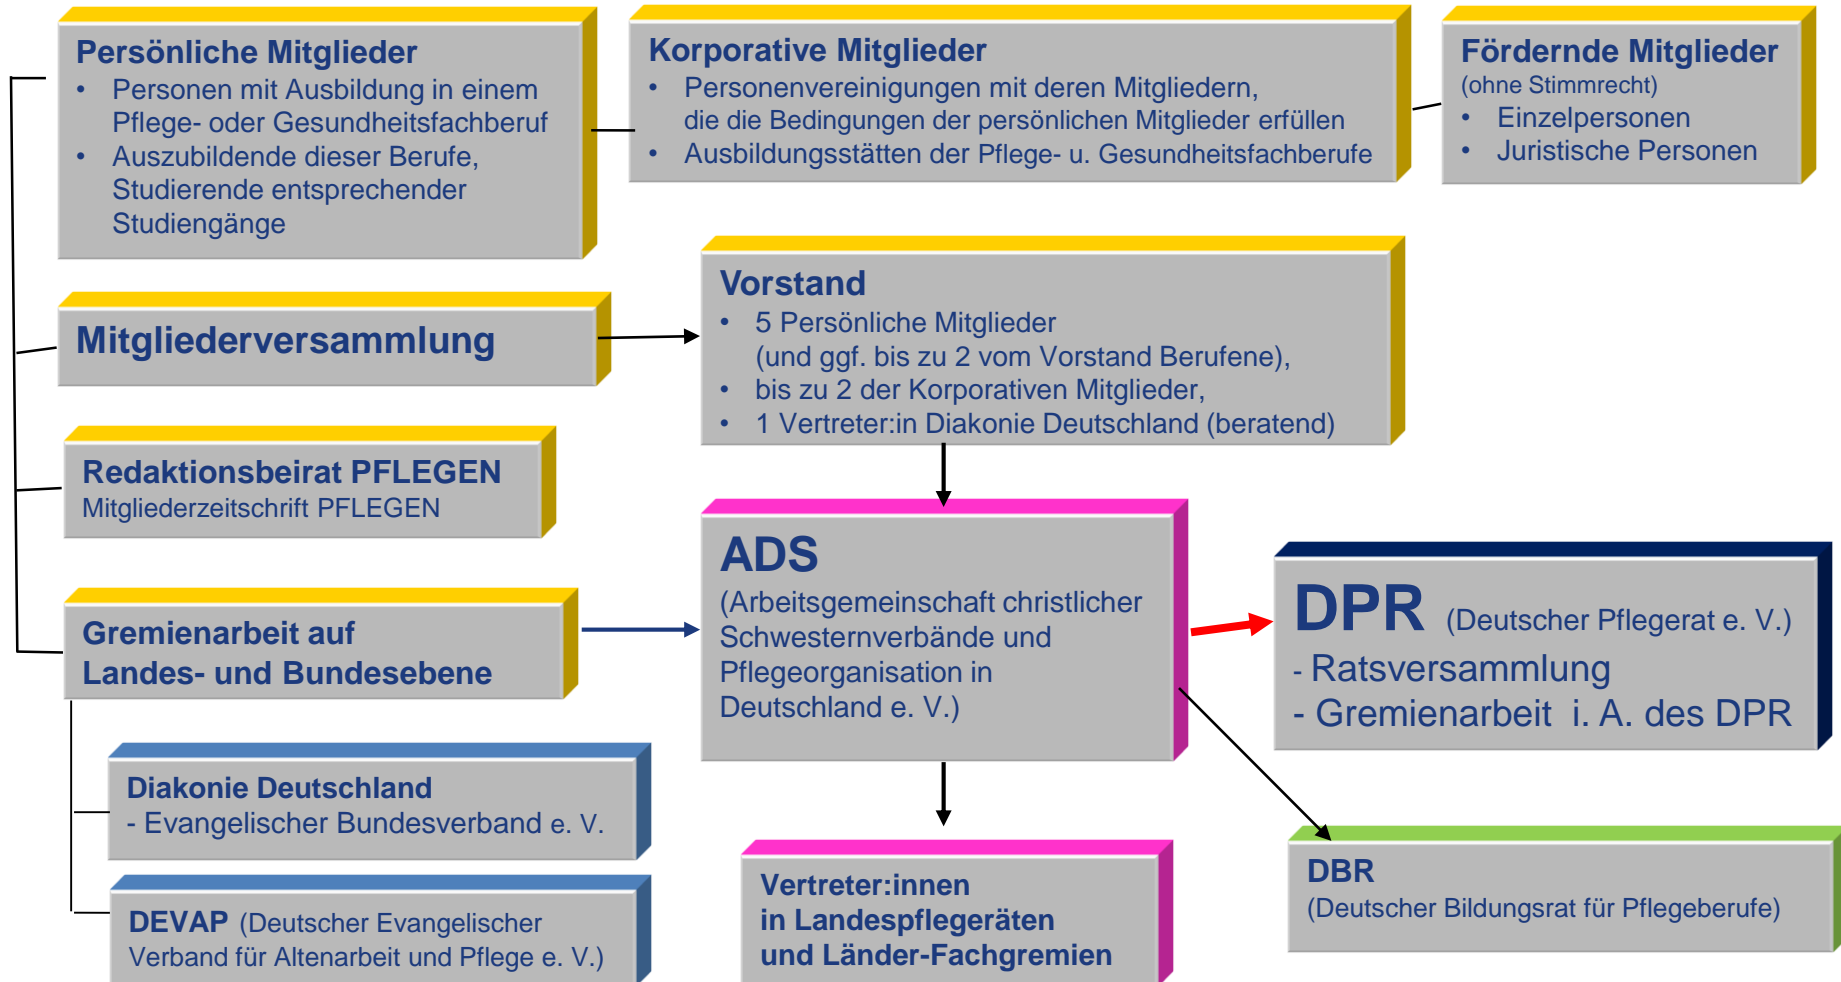 Persönliche Mitglieder
• Personen mit Ausbildung in einem
Pflege- oder Gesundheitsfachberuf
• Auszubildende dieser Berufe,
Studierende entsprechender
Studiengänge
Korporative Mitglieder
• Personenvereinigungen mit deren Mitgliedern,
die die Bedingungen der persönlichen Mitglieder erfüllen
• Ausbildungsstätten der Pflege- u. Gesundheitsfachberufe
Fördernde Mitglieder
(ohne Stimmrecht)
• Einzelpersonen
• Juristische Personen
Mitgliederversammlung
Vorstand
• 5 Persönliche Mitglieder
(und ggf. bis zu 2 vom Vorstand Berufene),
• bis zu 2 der Korporativen Mitglieder,
• 1 Vertreter:in Diakonie Deutschland (beratend)
Redaktionsbeirat PFLEGEN
Mitgliederzeitschrift PFLEGEN
Gremienarbeit auf
Landes- und Bundesebene
ADS
(Arbeitsgemeinschaft christlicher
Schwesternverbände und
Pflegeorganisation in
Deutschland e. V.)
DPR (Deutscher Pflegerat e. V.)
- Ratsversammlung
- Gremienarbeit i. A. des DPR
Diakonie Deutschland
- Evangelischer Bundesverband e. V.
DEVAP (Deutscher Evangelischer
Verband für Altenarbeit und Pflege e. V.)
Vertreter:innen
in Landespflegeräten
und Länder-Fachgremien
DBR
(Deutscher Bildungsrat für Pflegeberufe)